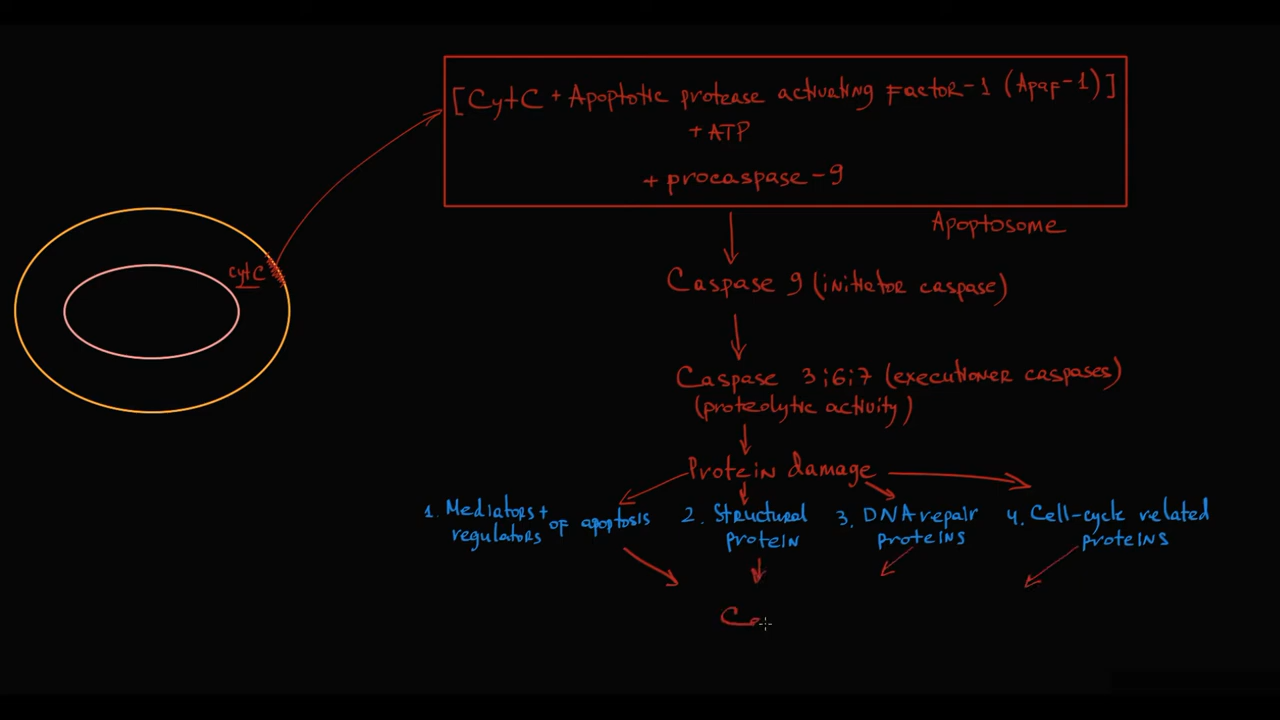 [CytC + Apoptotic protease activating Factor-1 (Apaf-1)]
+ ATP
+ procaspase-9
Apoptosome
cytC
Caspase 9 (initiator caspase)
Caspase 3;6;7 (executioner caspases)
(proteolytic activity)
Protein damage
1. Mediators + regulators of apoptosis
2. Structural protein
3. DNA repair proteins
4. Cell-cycle related proteins